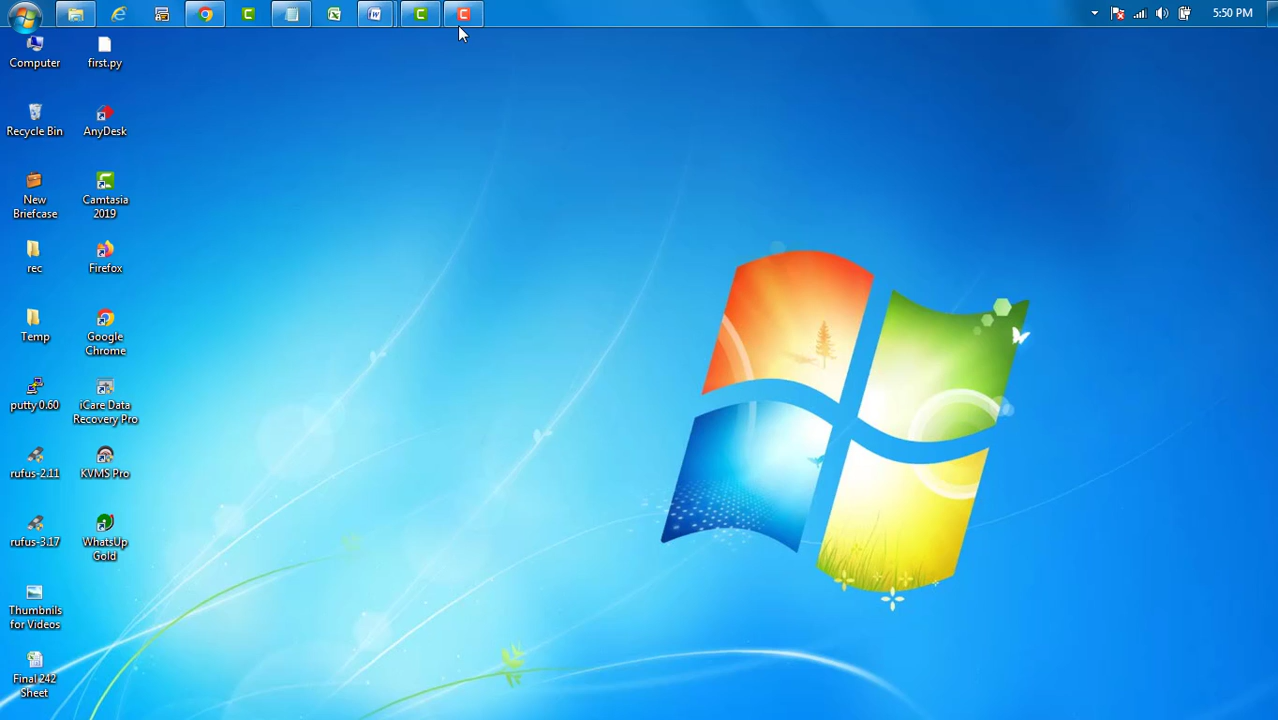 5:50 PM
Computer
first.py
Recycle Bin
AnyDesk
New
Briefcase
Camtasia
2019
rec
Firefox
Temp
Google
Chrome
putty 0.60
iCare Data
Recovery Pro
rufus-2.11
KVMS Pro
rufus-3.17
WhatsUp
Gold
Thumbnils
for Videos
Final 242
Sheet